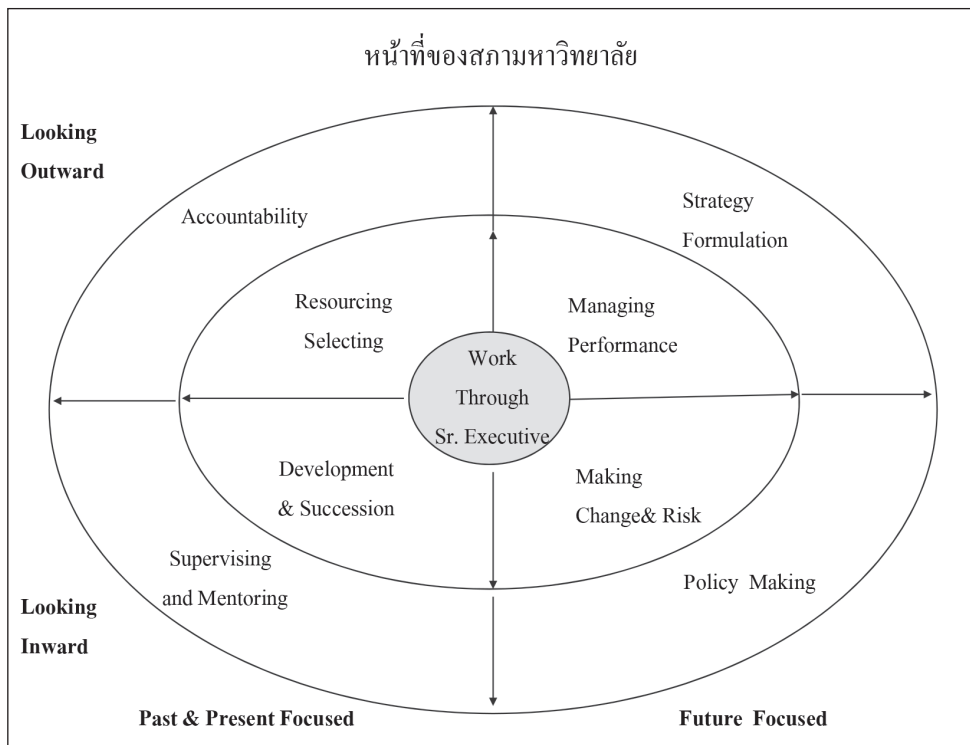 หน้าที่ของสภามหาวิทยาลัย
Looking
Outward
Accountability
Strategy
Formulation
Resourcing
Selecting
Managing
Performance
Work
Through
Sr. Executive
Development
& Succession
Making
Change& Risk
Supervising
and Mentoring
Policy Making
Looking
Inward
Past & Present Focused
Future Focused